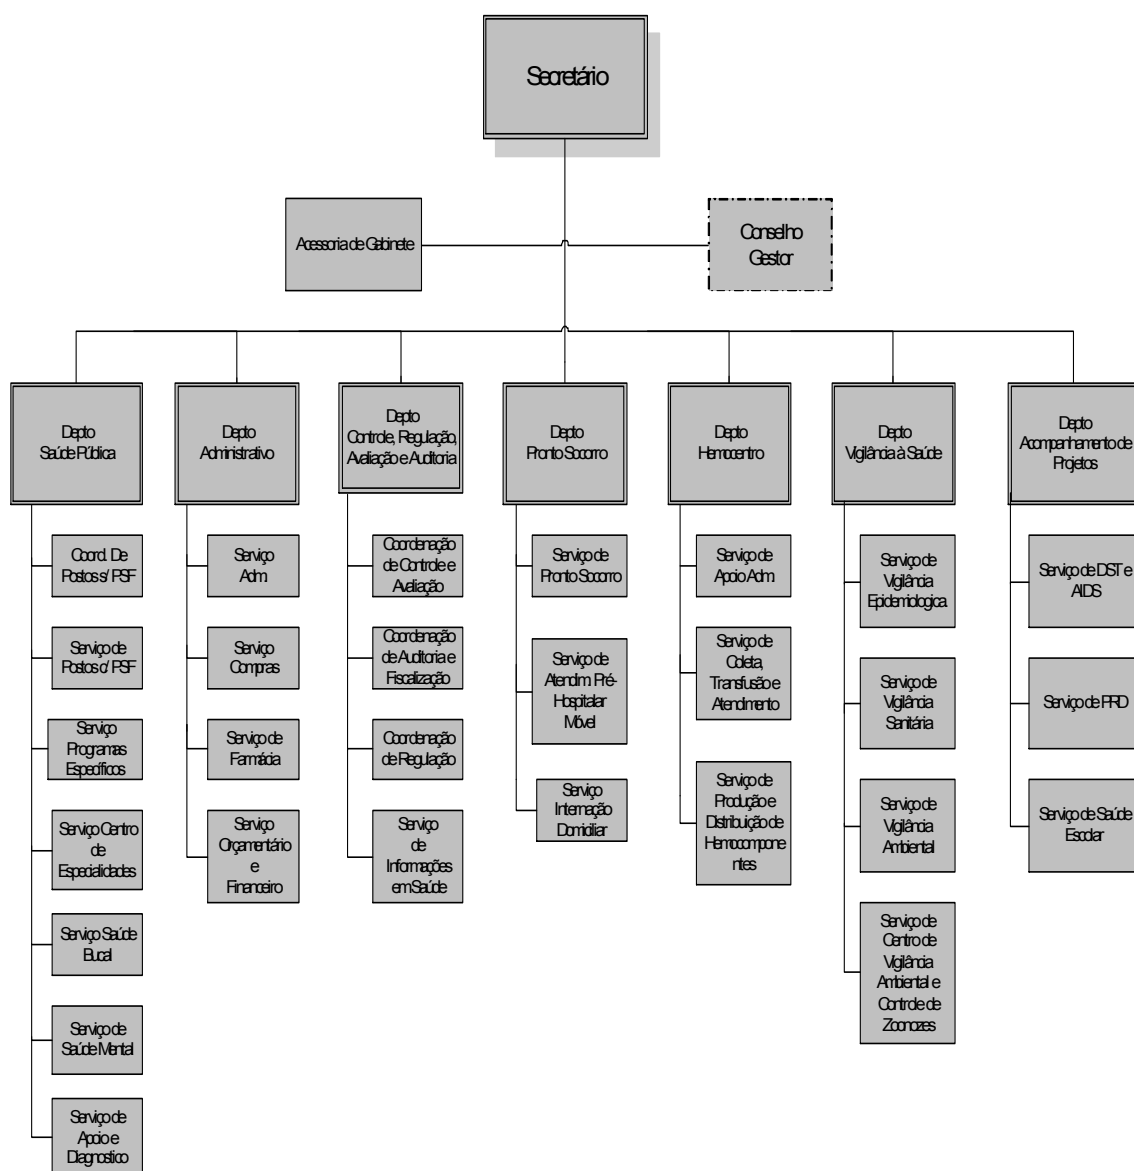 Secretário
Acessoria de Gabinete
Conselho
Gestor
Depto
Saúde Pública
Depto
Administrativo
Depto
Controle, Regulação,
Avaliação e Auditoria
Depto
Pronto Socorro
Depto
Hemocentro
Depto
Vigilância à Saúde
Depto
Acompanhamento de
Projetos
Coord. De
Postos s/ PSF
Serviço de
Postos c/ PSF
Serviço
Programas
Específicos
Serviço Centro
de
Especialidades
Serviço Saúde
Bucal
Serviço de
Saúde Mental
Serviço de
Apoio e
Diagnostico
Serviço
Adm.
Serviço
Compras
Serviço de
Farmácia
Serviço
Orçamentário
e
Financeiro
Coordenação
de Controle e
Avaliação
Coordenação
de Auditoria e
Fiscalização
Coordenação
de Regulação
Serviço
de
Informações
em Saúde
Serviço de
Pronto Socorro
Serviço de
Atendim. Pré-
Hospitalar
Móvel
Serviço
Internação
Domiciliar
Serviço de
Apoio Adm.
Serviço de
Coleta,
Transfusão e
Atendimento
Serviço de
Produção e
Distribuição de
Hemocompone
ntes
Serviço de
Vigilância
Epidemiologica.
Serviço de
Vigilância
Sanitária
Serviço de
Vigilância
Ambiental
Serviço de
Centro de
Vigilância
Ambiental e
Controle de
Zoonozes
Serviço de DST e
AIDS
Serviço de PRD
Serviço de Saúde
Escolar